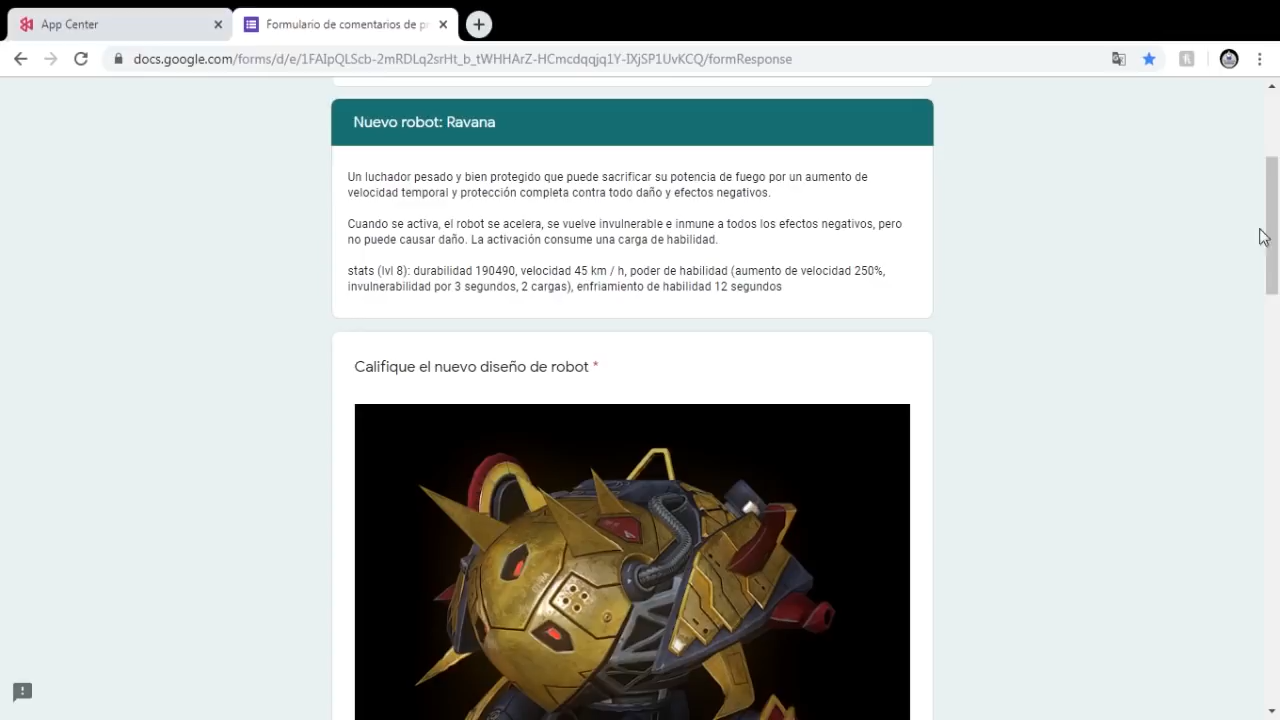 App Center
Formulario de comentarios de pr
docs.google.com/forms/d/e/1FAIpQLScb-2mRDLq2srHt_b_tWHHArZ-HCmcdqqjq1Y-IXjSP1UvKCQ/formResponse
Nuevo robot: Ravana
Un luchador pesado y bien protegido que puede sacrificar su potencia de fuego por un aumento de
velocidad temporal y protección completa contra todo daño y efectos negativos.
Cuando se activa, el robot se acelera, se vuelve invulnerable e inmune a todos los efectos negativos, pero
no puede causar daño. La activación consume una carga de habilidad.
stats (lvl 8): durabilidad 190490, velocidad 45 km / h, poder de habilidad (aumento de velocidad 250%,
invulnerabilidad por 3 segundos, 2 cargas), enfriamiento de habilidad 12 segundos
Califique el nuevo diseño de robot *